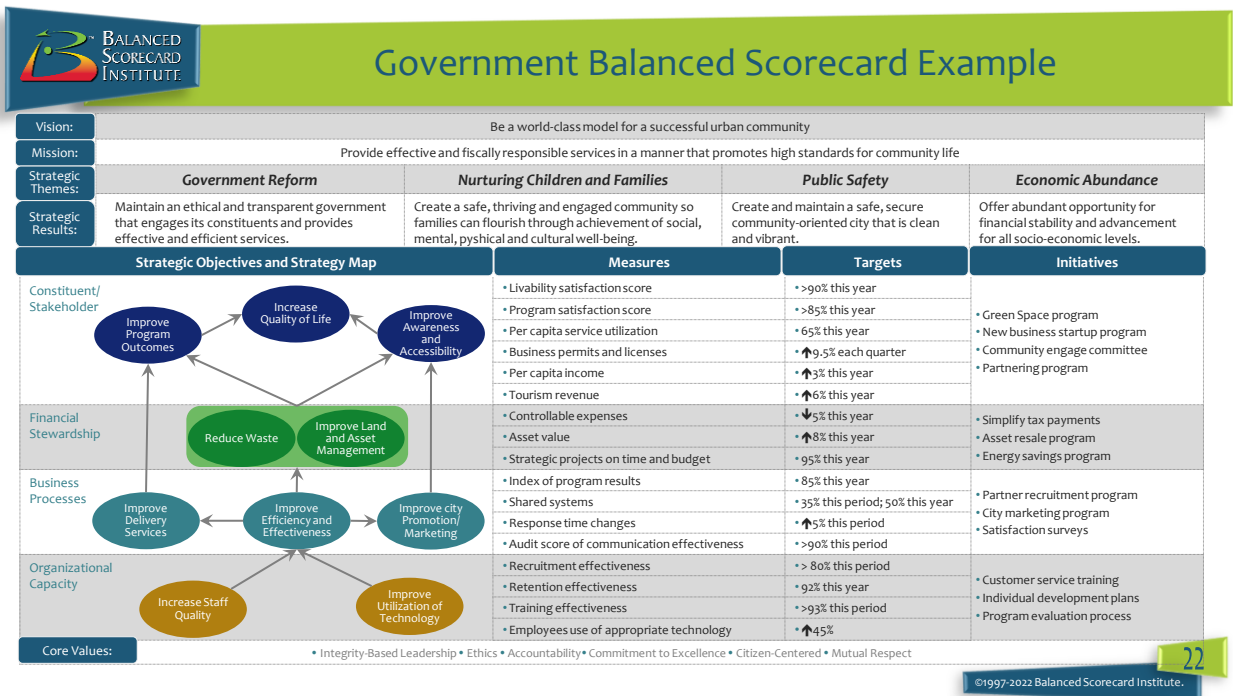 BALANCED
SCORECARD
INSTITUTE
™
Government Balanced Scorecard Example
Vision:
Be a world-class model for a successful urban community
Mission:
Provide effective and fiscally responsible services in a manner that promotes high standards for community life
Strategic
Themes:
Government Reform
Nurturing Children and Families
Public Safety
Economic Abundance
Strategic
Results:
Maintain an ethical and transparent government
that engages its constituents and provides
effective and efficient services.
Create a safe, thriving and engaged community so
families can flourish through achievement of social,
mental, pyshical and cultural well-being.
Create and maintain a safe, secure
community-oriented city that is clean
and vibrant.
Offer abundant opportunity for
financial stability and advancement
for all socio-economic levels.
Strategic Objectives and Strategy Map
Measures
Targets
Initiatives
Constituent/
Stakeholder
Improve
Program
Outcomes
Increase
Quality of Life
Improve
Awareness
and
Accessibility
• Livability satisfaction score
• >90% this year
• Program satisfaction score
• >85% this year
• Per capita service utilization
• 65% this year
• Business permits and licenses
• ↑9.5% each quarter
• Per capita income
• ↑3% this year
• Tourism revenue
• ↑6% this year
• Green Space program
• New business startup program
• Community engage committee
• Partnering program
Financial
Stewardship
Reduce Waste
Improve Land
and Asset
Management
• Controllable expenses
• ↓5% this year
• Asset value
• ↑8% this year
• Strategic projects on time and budget
• 95% this year
• Simplify tax payments
• Asset resale program
• Energy savings program
Business
Processes
Improve
Delivery
Services
Improve
Efficiency and
Effectiveness
Improve city
Promotion/
Marketing
• Index of program results
• 85% this year
• Shared systems
• 35% this period; 50% this year
• Response time changes
• ↑5% this period
• Audit score of communication effectiveness
• >90% this period
• Partner recruitment program
• City marketing program
• Satisfaction surveys
Organizational
Capacity
Increase Staff
Quality
Improve
Utilization of
Technology
• Recruitment effectiveness
• > 80% this period
• Retention effectiveness
• 92% this year
• Training effectiveness
• >93% this period
• Employees use of appropriate technology
• ↑45%
• Customer service training
• Individual development plans
• Program evaluation process
Core Values:
• Integrity-Based Leadership • Ethics • Accountability• Commitment to Excellence • Citizen-Centered • Mutual Respect
22
©1997-2022 Balanced Scorecard Institute.